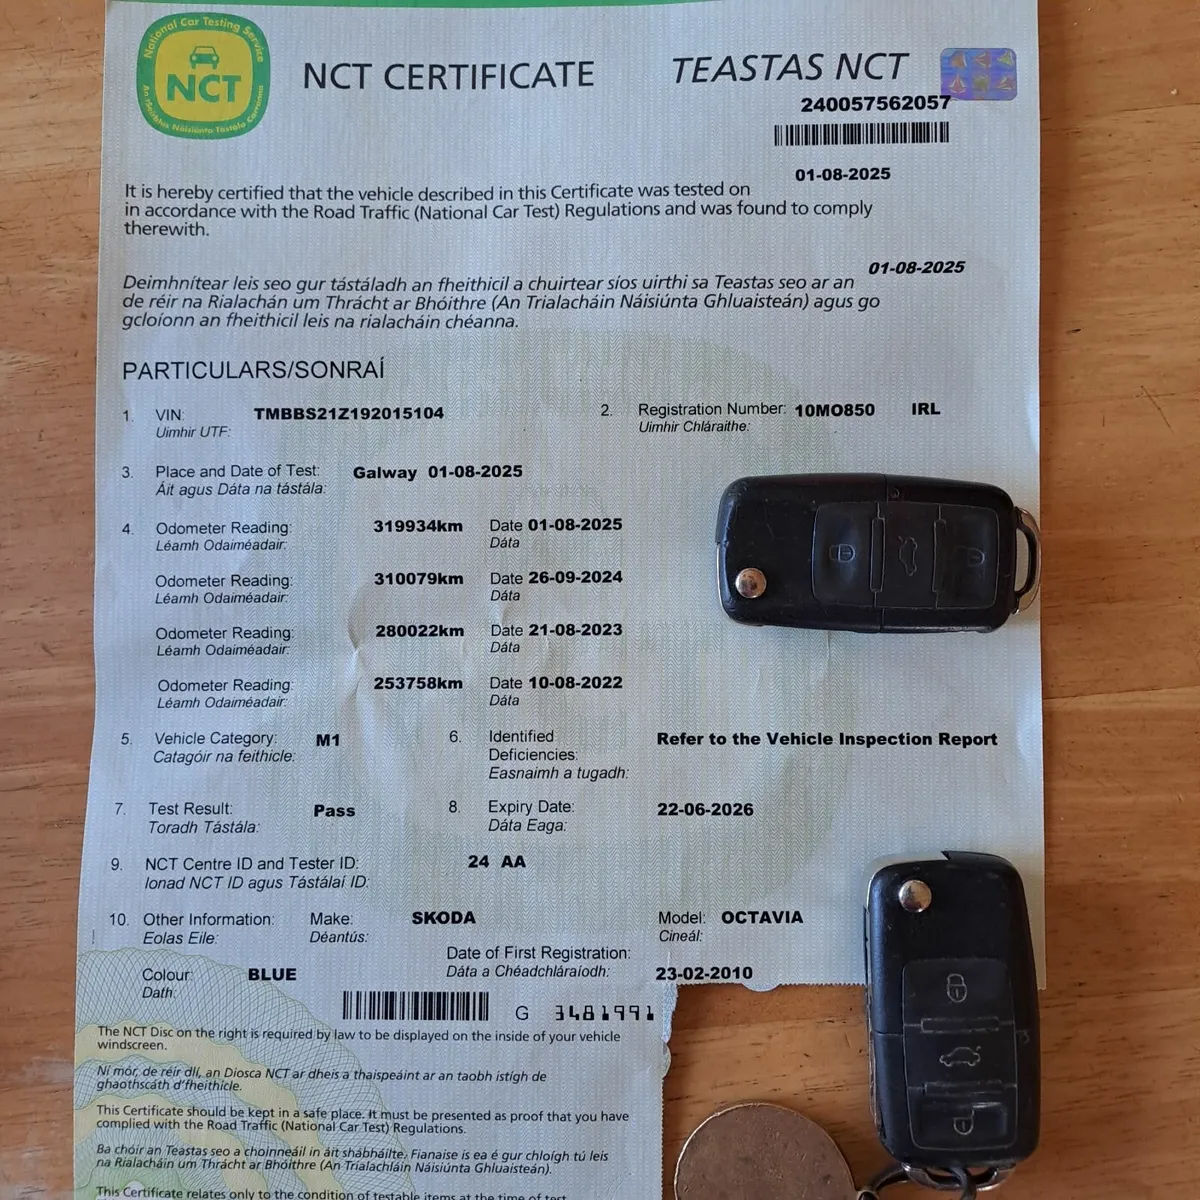 National Car Testing Service
NCT
An tSeirbhís Náisiúnta Tástála Carranna
NCT CERTIFICATE
TEASTAS NCT
240057562057
01-08-2025
It is hereby certified that the vehicle described in this Certificate was tested on
in accordance with the Road Traffic (National Car Test) Regulations and was found to comply
therewith.
01-08-2025
Deimhnítear leis seo gur tástáladh an fheithicil a chuirtear síos uirthi sa Teastas seo ar an
de réir na Rialachán um Thrácht ar Bhóithre (An Trialacháin Náisiúnta Ghluaisteán) agus go
gcloíonn an fheithicil leis na rialacháin chéanna.
PARTICULARS/SONRAÍ
1. VIN: TMBBS21Z192015104 2. Registration Number: 10MO850 IRL
Uimhir UTF: Uimhir Chláraithe:
3. Place and Date of Test: Galway 01-08-2025
Áit agus Dáta na tástála:
4. Odometer Reading: 319934km Date 01-08-2025
Léamh Odaiméadair: Dáta
Odometer Reading: 310079km Date 26-09-2024
Léamh Odaiméadair: Dáta
Odometer Reading: 280022km Date 21-08-2023
Léamh Odaiméadair: Dáta
Odometer Reading: 253758km Date 10-08-2022
Léamh Odaiméadair: Dáta
5. Vehicle Category: M1 6. Identified
Catagóir na feithicle: Deficiencies: Refer to the Vehicle Inspection Report
Easnaimh a tugadh:
7. Test Result: Pass 8. Expiry Date: 22-06-2026
Toradh Tástála: Dáta Eaga:
9. NCT Centre ID and Tester ID: 24 AA
Ionad NCT ID agus Tástálaí ID:
10. Other Information: Make: SKODA Model: OCTAVIA
Eolas Eile: Déantús: Cineál:
Date of First Registration:
Colour: BLUE Dáta a Chéadchláraíodh: 23-02-2010
Dath:
G 3481991
The NCT Disc on the right is required by law to be displayed on the inside of your vehicle
windscreen.
Ní mór, de réir dlí, an Diosca NCT ar dheis a thaispeáint ar an taobh istigh de
ghaothscáth d'fheithicle.
This Certificate should be kept in a safe place. It must be presented as proof that you have
complied with the Road Traffic (National Car Test) Regulations.
Ba chóir an Teastas seo a choinneáil in áit shábháilte. Fianaise is ea é gur chloígh tú leis
na Rialacháin um Thrácht ar Bhóithre (An Trialachláin Náisiúnta Ghluaisteán).
This Certificate relates only to the condition of testable items at the time of test